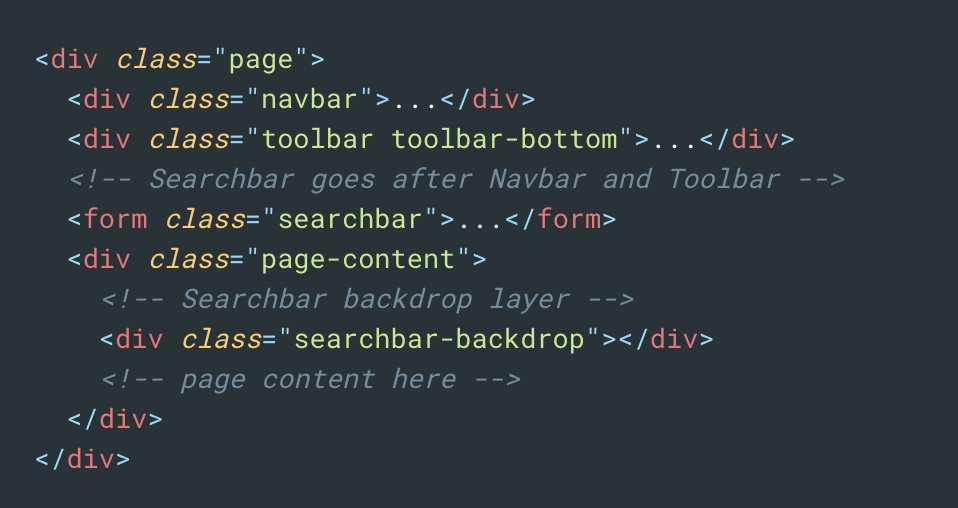 <div class="page">
  <div class="navbar">...</div>
  <div class="toolbar toolbar-bottom">...</div>
  <!-- Searchbar goes after Navbar and Toolbar -->
  <form class="searchbar">...</form>
  <div class="page-content">
    <!-- Searchbar backdrop layer -->
    <div class="searchbar-backdrop"></div>
    <!-- page content here -->
  </div>
</div>